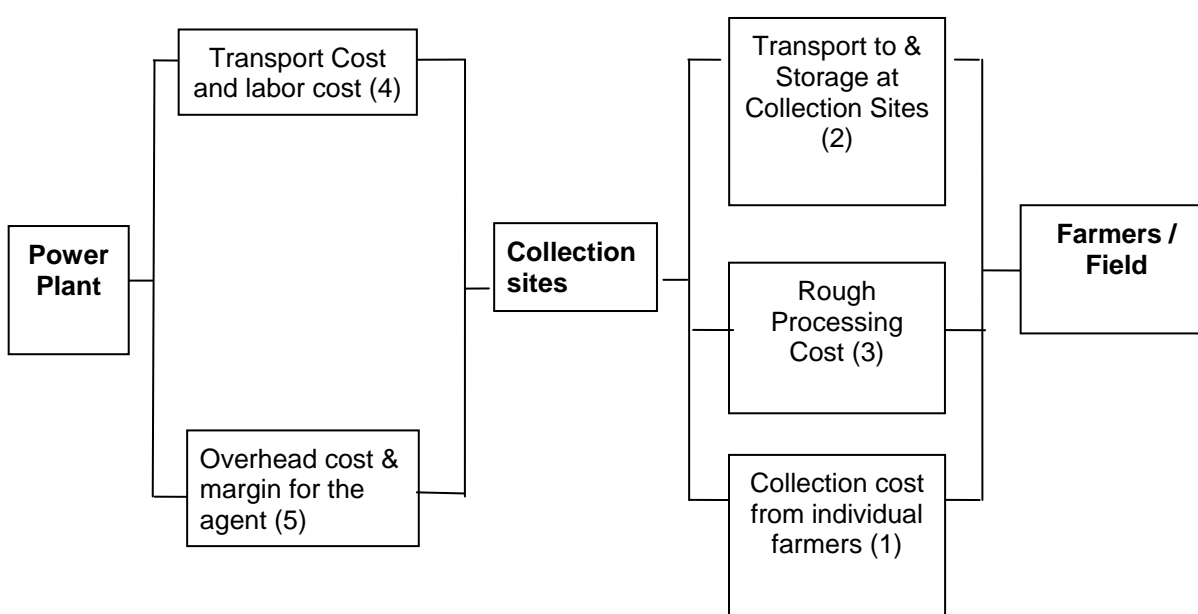 Transport Cost
and labor cost (4)
Transport to &
Storage at
Collection Sites
(2)
Power
Plant
Collection
sites
Farmers /
Field
Rough
Processing
Cost (3)
Overhead cost &
margin for the
agent (5)
Collection cost
from individual
farmers (1)